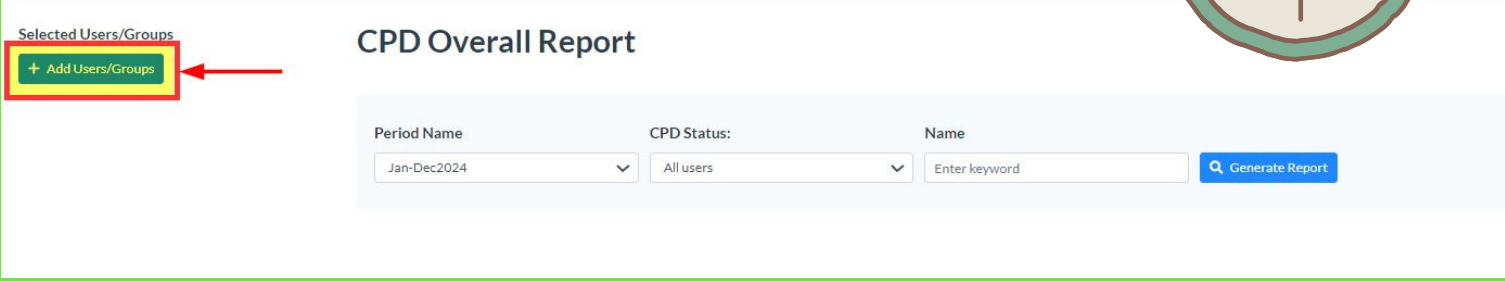 Selected Users/Groups
+ Add Users/Groups
CPD Overall Report
Period Name
CPD Status:
Name
Jan-Dec2024
All users
Enter keyword
Generate Report